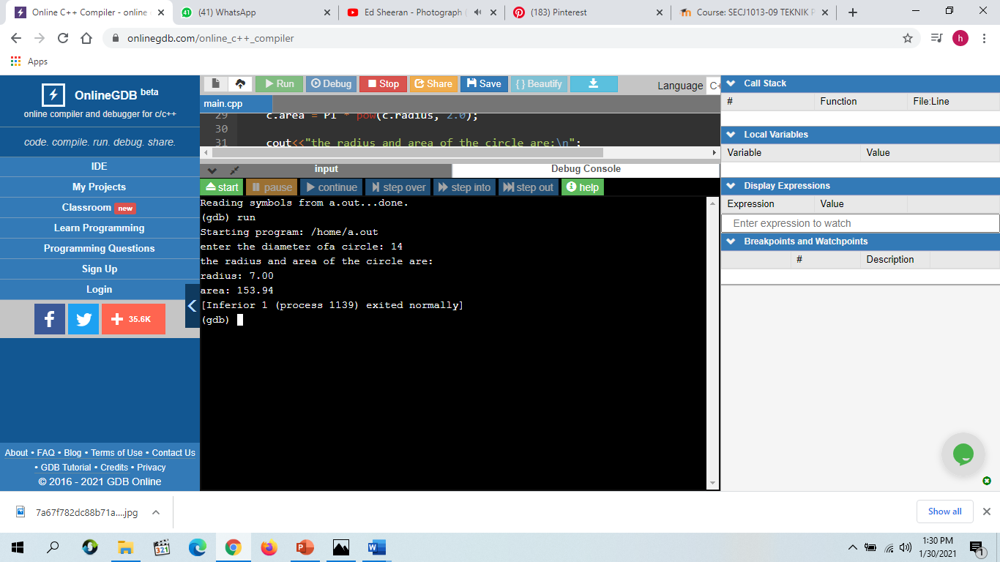 Online C++ Compiler - online
(41) WhatsApp
Ed Sheeran - Photograph (
(183) Pinterest
Course: SECJ1013-09 TEKNIK P
onlinegdb.com/online_c++_compiler
h
Apps
OnlineGDB beta
online compiler and debugger for c/c++
code. compile. run. debug. share.
IDE
My Projects
Classroom new
Learn Programming
Programming Questions
Sign Up
Login
f
+ 35.6K
About • FAQ • Blog • Terms of Use • Contact Us
• GDB Tutorial • Credits • Privacy
© 2016 - 2021 GDB Online
Run Debug Stop Share Save {} Beautify
Language C+
main.cpp
29 c.area = PI * pow(c.radius, 2.0);
30
31 cout<<"the radius and area of the circle are:\n";
input Debug Console
start pause continue step over step into step out help
Reading symbols from a.out...done.
(gdb) run
Starting program: /home/a.out
enter the diameter ofa circle: 14
the radius and area of the circle are:
radius: 7.00
area: 153.94
[Inferior 1 (process 1139) exited normally]
(gdb)
Call Stack
# Function File:Line
Local Variables
Variable Value
Display Expressions
Expression Value
Enter expression to watch
Breakpoints and Watchpoints
# Description
7a67f782dc88b71a....jpg
Show all
321
P
W
1:30 PM
1/30/2021
1